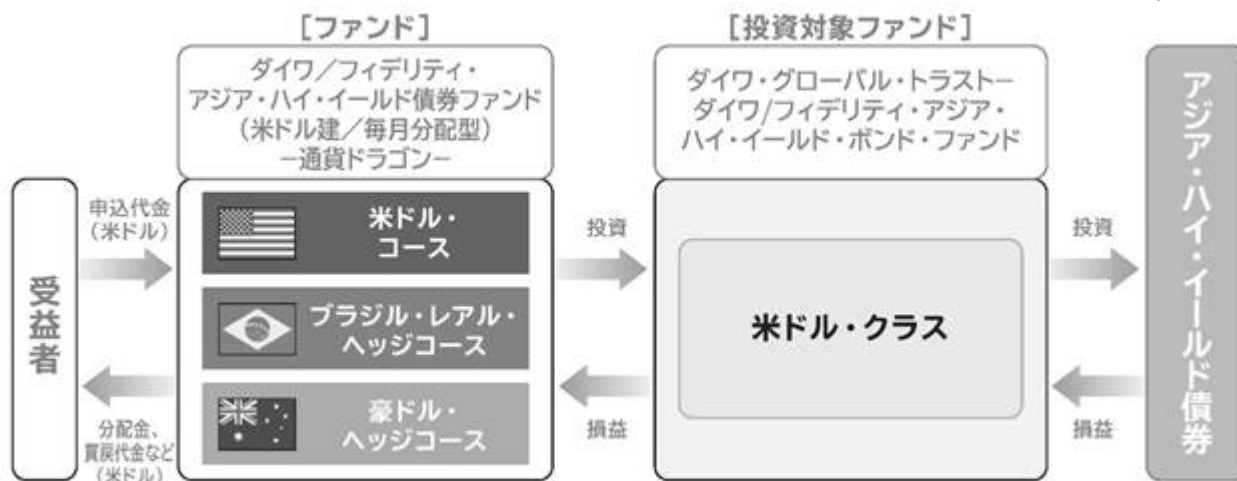 [ファンド]
ダイワ／フィデリティ・
アジア・ハイ・イールド債券ファンド
（米ドル建／毎月分配型）
－通貨ドラゴン－
[投資対象ファンド]
ダイワ・グローバル・トラスト－
ダイワ/フィデリティ・アジア・
ハイ・イールド・ボンド・ファンド
受益者
申込代金
（米ドル）
分配金、
買戻代金など
（米ドル）
米ドル・
コース
ブラジル・レアル・
ヘッジコース
豪ドル・
ヘッジコース
投資
損益
米ドル・クラス
投資
損益
アジア・ハイ・イールド債券